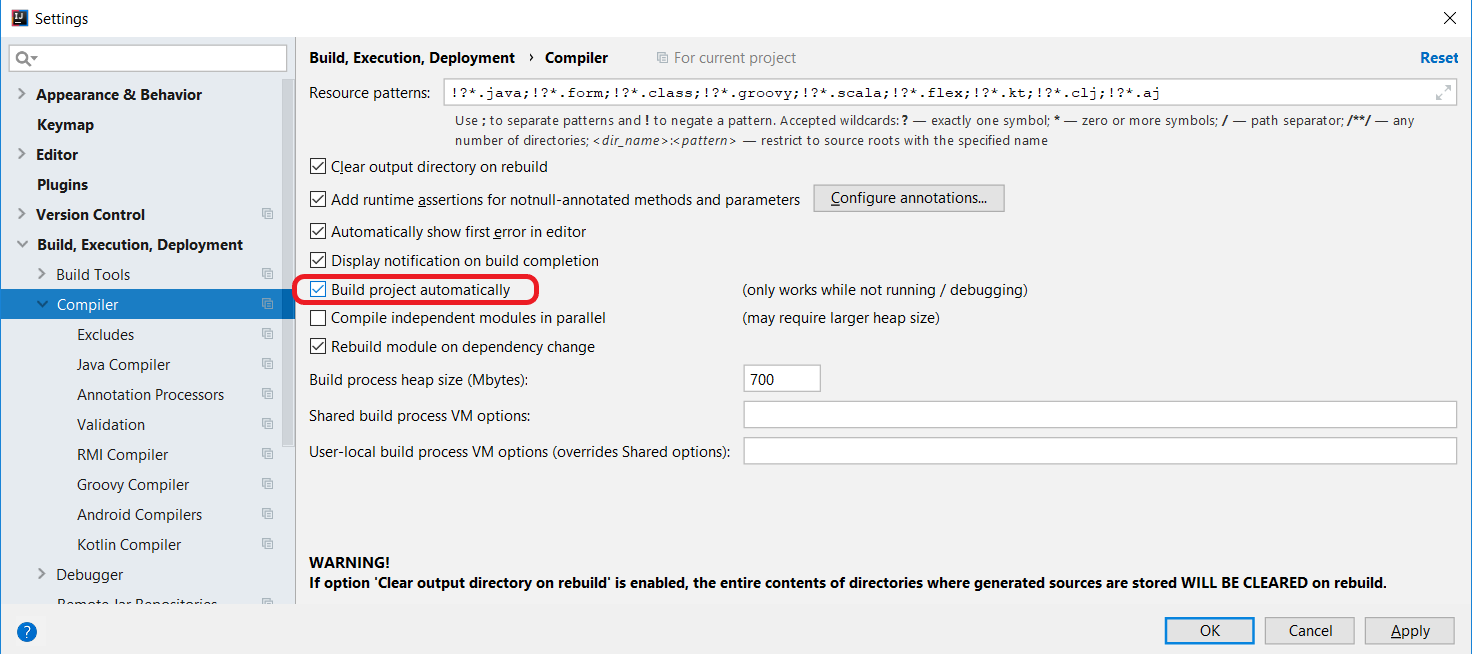 Settings
Build, Execution, Deployment › Compiler For current project Reset
Resource patterns: !?*.java;!?*.form;!?*.class;!?*.groovy;!?*.scala;!?*.flex;!?*.kt;!?*.clj;!?*.aj
Use ; to separate patterns and ! to negate a pattern. Accepted wildcards: ? — exactly one symbol; * — zero or more symbols; / — path separator; /**/ — any
number of directories; <dir_name>:<pattern> — restrict to source roots with the specified name
Appearance & Behavior
Keymap
Editor
Plugins
Version Control
Build, Execution, Deployment
Build Tools
Compiler
Excludes
Java Compiler
Annotation Processors
Validation
RMI Compiler
Groovy Compiler
Android Compilers
Kotlin Compiler
Debugger
Remote Jar Repositories
Clear output directory on rebuild
Add runtime assertions for notnull-annotated methods and parameters Configure annotations...
Automatically show first error in editor
Display notification on build completion
Build project automatically (only works while not running / debugging)
Compile independent modules in parallel (may require larger heap size)
Rebuild module on dependency change
Build process heap size (Mbytes): 700
Shared build process VM options:
User-local build process VM options (overrides Shared options):
WARNING!
If option 'Clear output directory on rebuild' is enabled, the entire contents of directories where generated sources are stored WILL BE CLEARED on rebuild.
? OK Cancel Apply